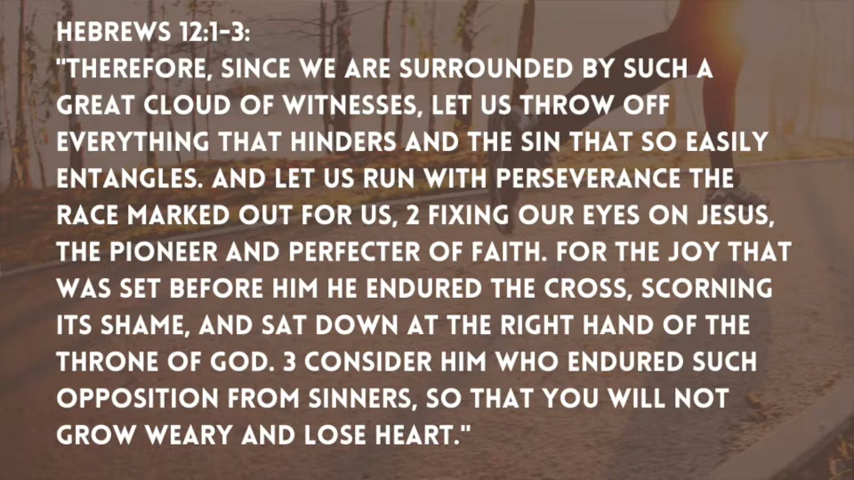 HEBREWS 12:1-3:
"THEREFORE, SINCE WE ARE SURROUNDED BY SUCH A
GREAT CLOUD OF WITNESSES, LET US THROW OFF
EVERYTHING THAT HINDERS AND THE SIN THAT SO EASILY
ENTANGLES. AND LET US RUN WITH PERSEVERANCE THE
RACE MARKED OUT FOR US, 2 FIXING OUR EYES ON JESUS,
THE PIONEER AND PERFECTER OF FAITH. FOR THE JOY THAT
WAS SET BEFORE HIM HE ENDURED THE CROSS, SCORNING
ITS SHAME, AND SAT DOWN AT THE RIGHT HAND OF THE
THRONE OF GOD. 3 CONSIDER HIM WHO ENDURED SUCH
OPPOSITION FROM SINNERS, SO THAT YOU WILL NOT
GROW WEARY AND LOSE HEART."